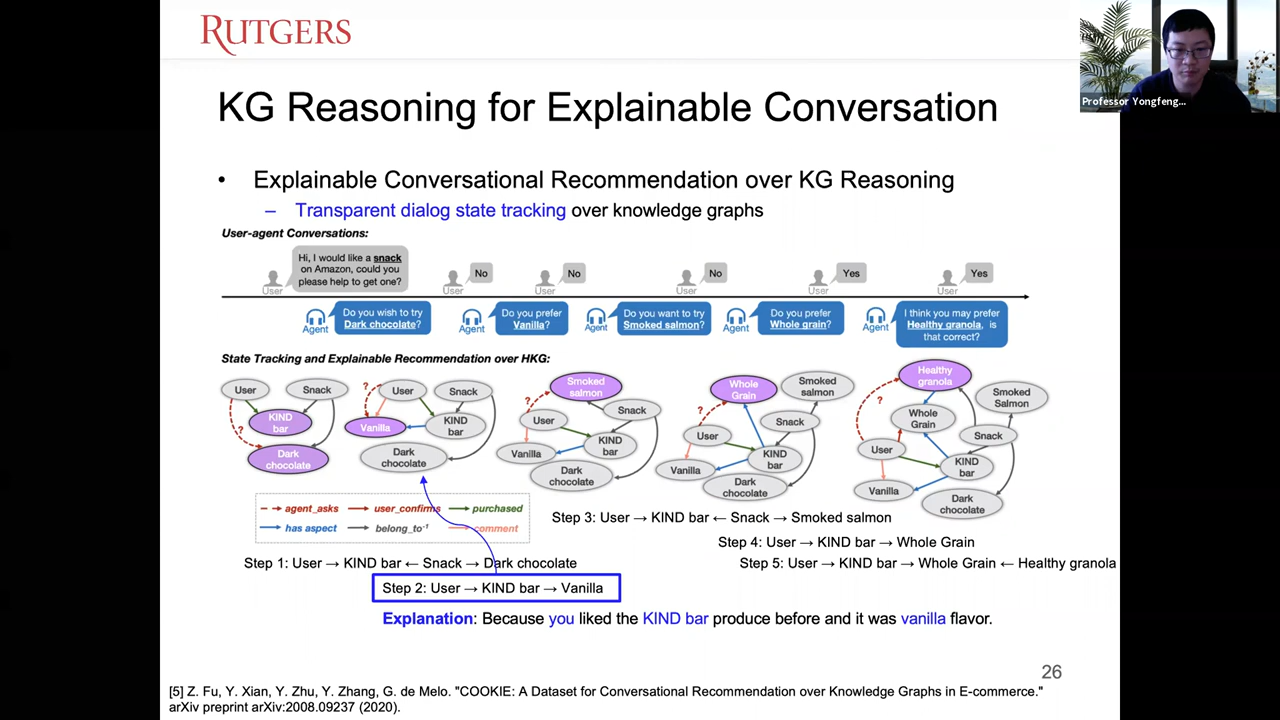 RUTGERS
Professor Yongfeng...
KG Reasoning for Explainable Conversation
• Explainable Conversational Recommendation over KG Reasoning
– Transparent dialog state tracking over knowledge graphs
User-agent Conversations:
Hi, I would like a snack
on Amazon, could you
please help to get one?
User
No
User
No
User
No
User
Yes
User
Yes
User
Agent
Do you wish to try
Dark chocolate?
Agent
Do you prefer
Vanilla?
Agent
Do you want to try
Smoked salmon?
Agent
Do you prefer
Whole grain?
Agent
I think you may prefer
Healthy granola, is
that correct?
State Tracking and Explainable Recommendation over HKG:
User
Snack
KIND
bar
?
Dark
chocolate
?
User
Snack
Vanilla
KIND
bar
Dark
chocolate
Smoked
salmon
?
User
Snack
Vanilla
KIND
bar
Dark
chocolate
Whole
Grain
Smoked
salmon
?
User
Snack
Vanilla
KIND
bar
Dark
chocolate
Healthy
granola
?
Whole
Grain
Smoked
Salmon
User
Snack
KIND
bar
Vanilla
Dark
chocolate
agent_asks
user_confirms
purchased
has aspect
belong_to⁻¹
comment
Step 3: User → KIND bar ← Snack → Smoked salmon
Step 4: User → KIND bar → Whole Grain
Step 1: User → KIND bar ← Snack → Dark chocolate
Step 5: User → KIND bar → Whole Grain ← Healthy granola
Step 2: User → KIND bar → Vanilla
Explanation: Because you liked the KIND bar produce before and it was vanilla flavor.
26
[5] Z. Fu, Y. Xian, Y. Zhu, Y. Zhang, G. de Melo. "COOKIE: A Dataset for Conversational Recommendation over Knowledge Graphs in E-commerce."
arXiv preprint arXiv:2008.09237 (2020).